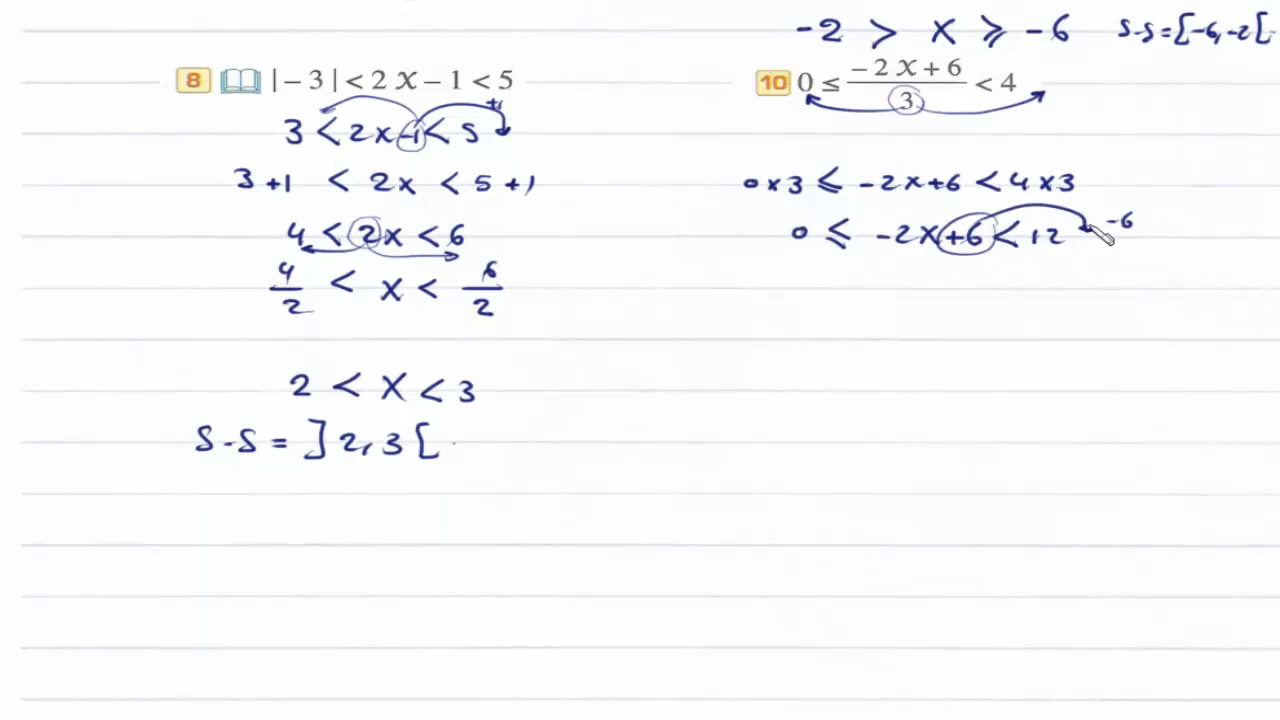 -2 > x ≥ -6 S.S = [-6, -2[
8 |-3| < 2x - 1 < 5
3 < 2x -1 < 5 +1
3 +1 < 2x < 5 +1
4 < 2x < 6
4/2 < x < 6/2
2 < x < 3
S.S = ]2, 3[
10 0 ≤ (-2x + 6)/3 < 4
0 x 3 ≤ -2x+6 < 4 x 3
0 ≤ -2x+6 < 12 -6